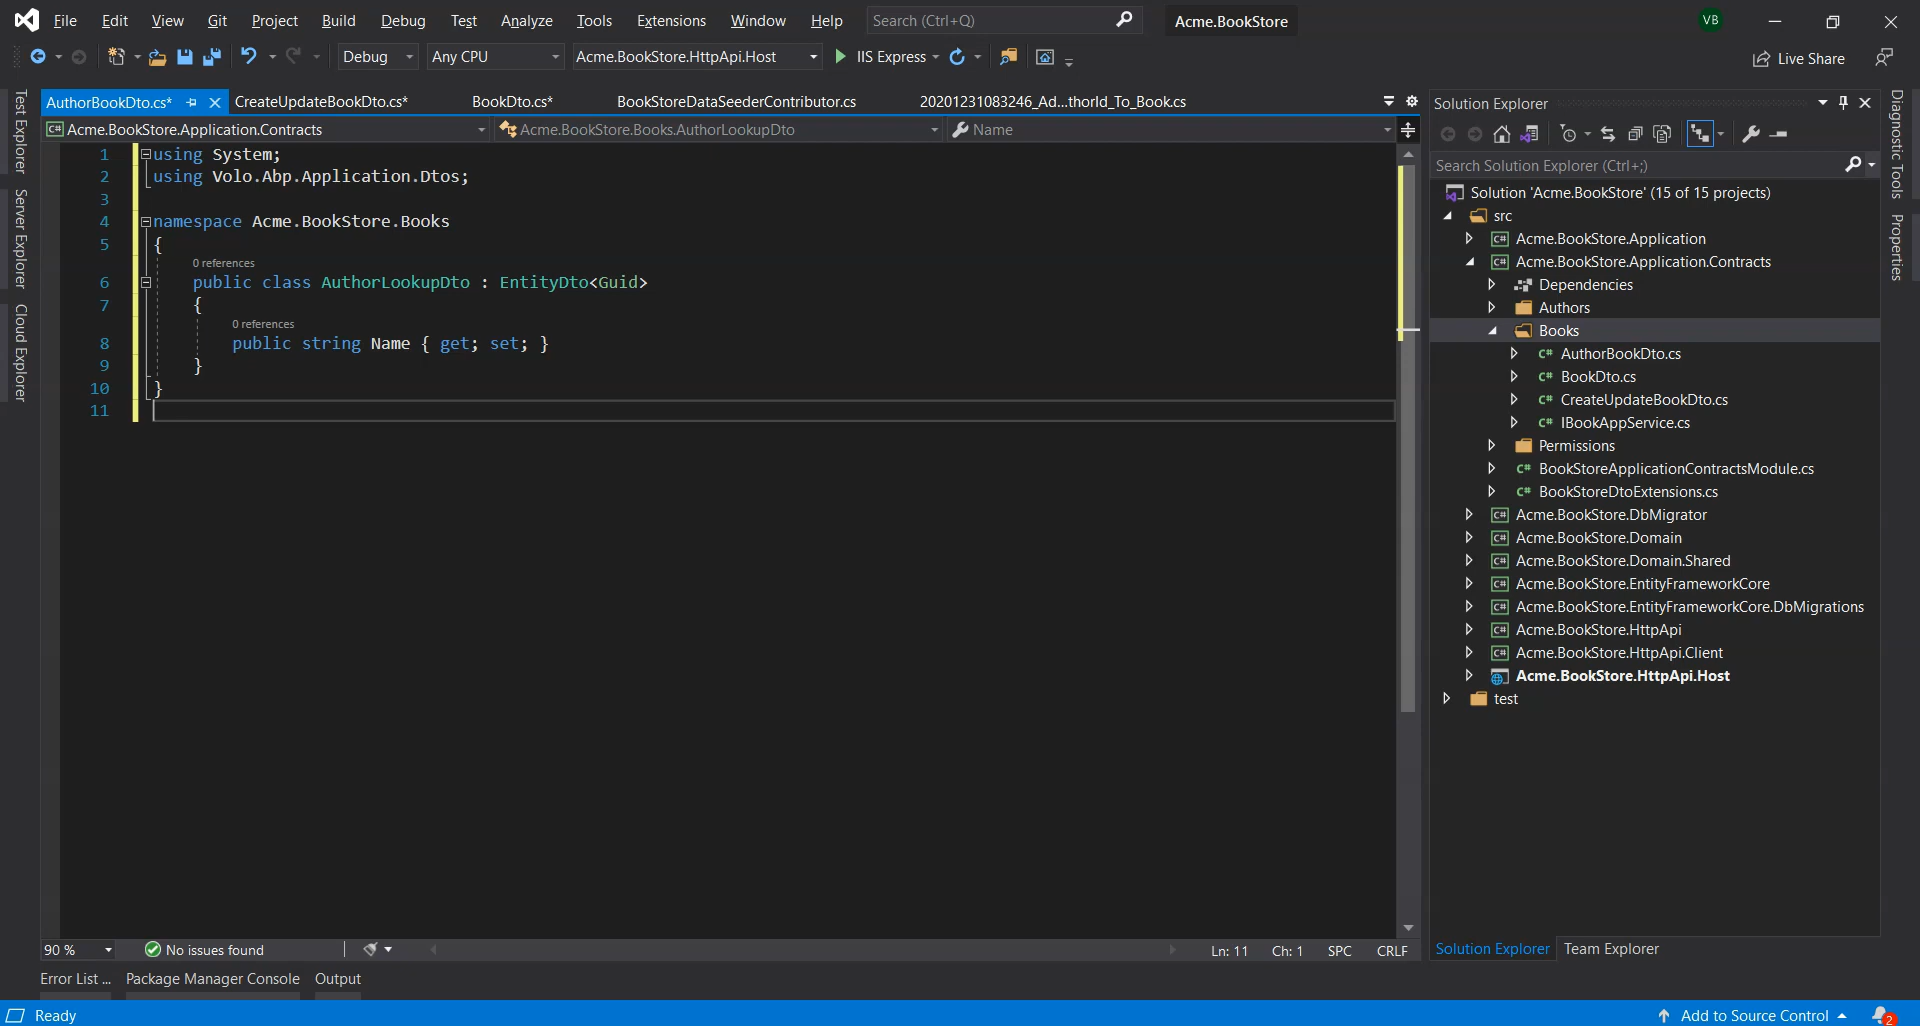 File Edit View Git Project Build Debug Test Analyze Tools Extensions Window Help Search (Ctrl+Q) Acme.BookStore VB
Debug Any CPU Acme.BookStore.HttpApi.Host IIS Express Live Share
AuthorBookDto.cs* CreateUpdateBookDto.cs* BookDto.cs* BookStoreDataSeederContributor.cs 20201231083246_Ad...thorId_To_Book.cs
Acme.BookStore.Application.Contracts Acme.BookStore.Books.AuthorLookupDto Name
Test Explorer
Server Explorer
Cloud Explorer
1 using System;
2 using Volo.Abp.Application.Dtos;
3
4 namespace Acme.BookStore.Books
5 {
0 references
6 public class AuthorLookupDto : EntityDto<Guid>
7 {
0 references
8 public string Name { get; set; }
9 }
10 }
11
90 % No issues found Ln: 11 Ch: 1 SPC CRLF
Error List ... Package Manager Console Output
Solution Explorer
Search Solution Explorer (Ctrl+;)
Solution 'Acme.BookStore' (15 of 15 projects)
src
C# Acme.BookStore.Application
C# Acme.BookStore.Application.Contracts
Dependencies
Authors
Books
C# AuthorBookDto.cs
C# BookDto.cs
C# CreateUpdateBookDto.cs
C# IBookAppService.cs
Permissions
C# BookStoreApplicationContractsModule.cs
C# BookStoreDtoExtensions.cs
C# Acme.BookStore.DbMigrator
C# Acme.BookStore.Domain
C# Acme.BookStore.Domain.Shared
C# Acme.BookStore.EntityFrameworkCore
C# Acme.BookStore.EntityFrameworkCore.DbMigrations
C# Acme.BookStore.HttpApi
C# Acme.BookStore.HttpApi.Client
Acme.BookStore.HttpApi.Host
test
Solution Explorer Team Explorer
Diagnostic Tools
Properties
Ready Add to Source Control 2